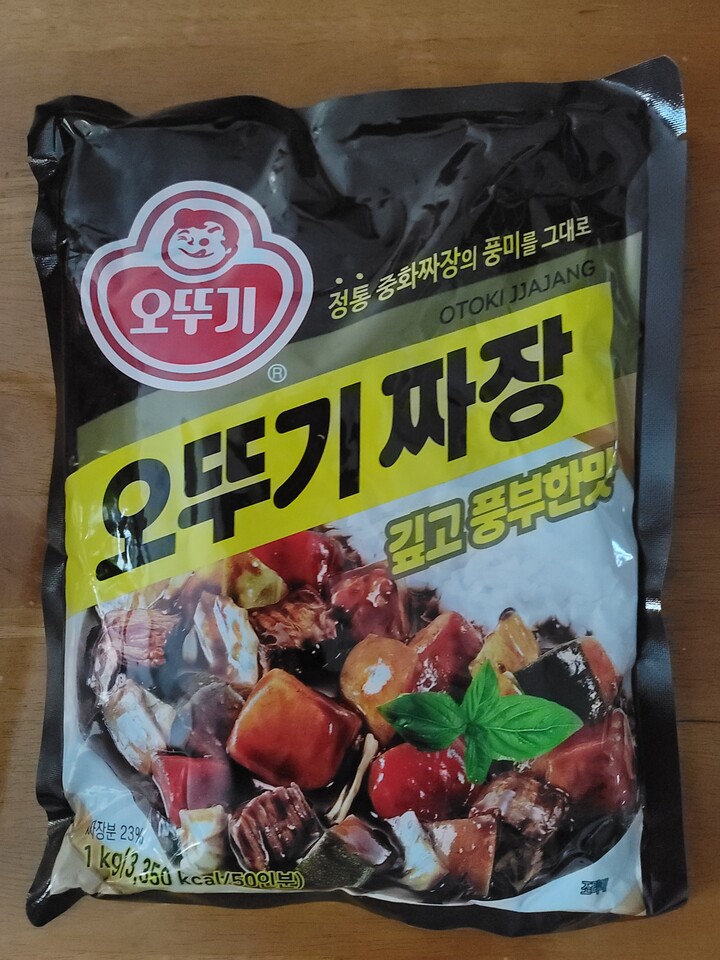 오뚜기
®
정통 중화짜장의 풍미를 그대로
OTOKI JJAJANG
오뚜기 짜장
깊고 풍부한맛
짜장분 23%
1 kg(3,350 kcal/50인분)